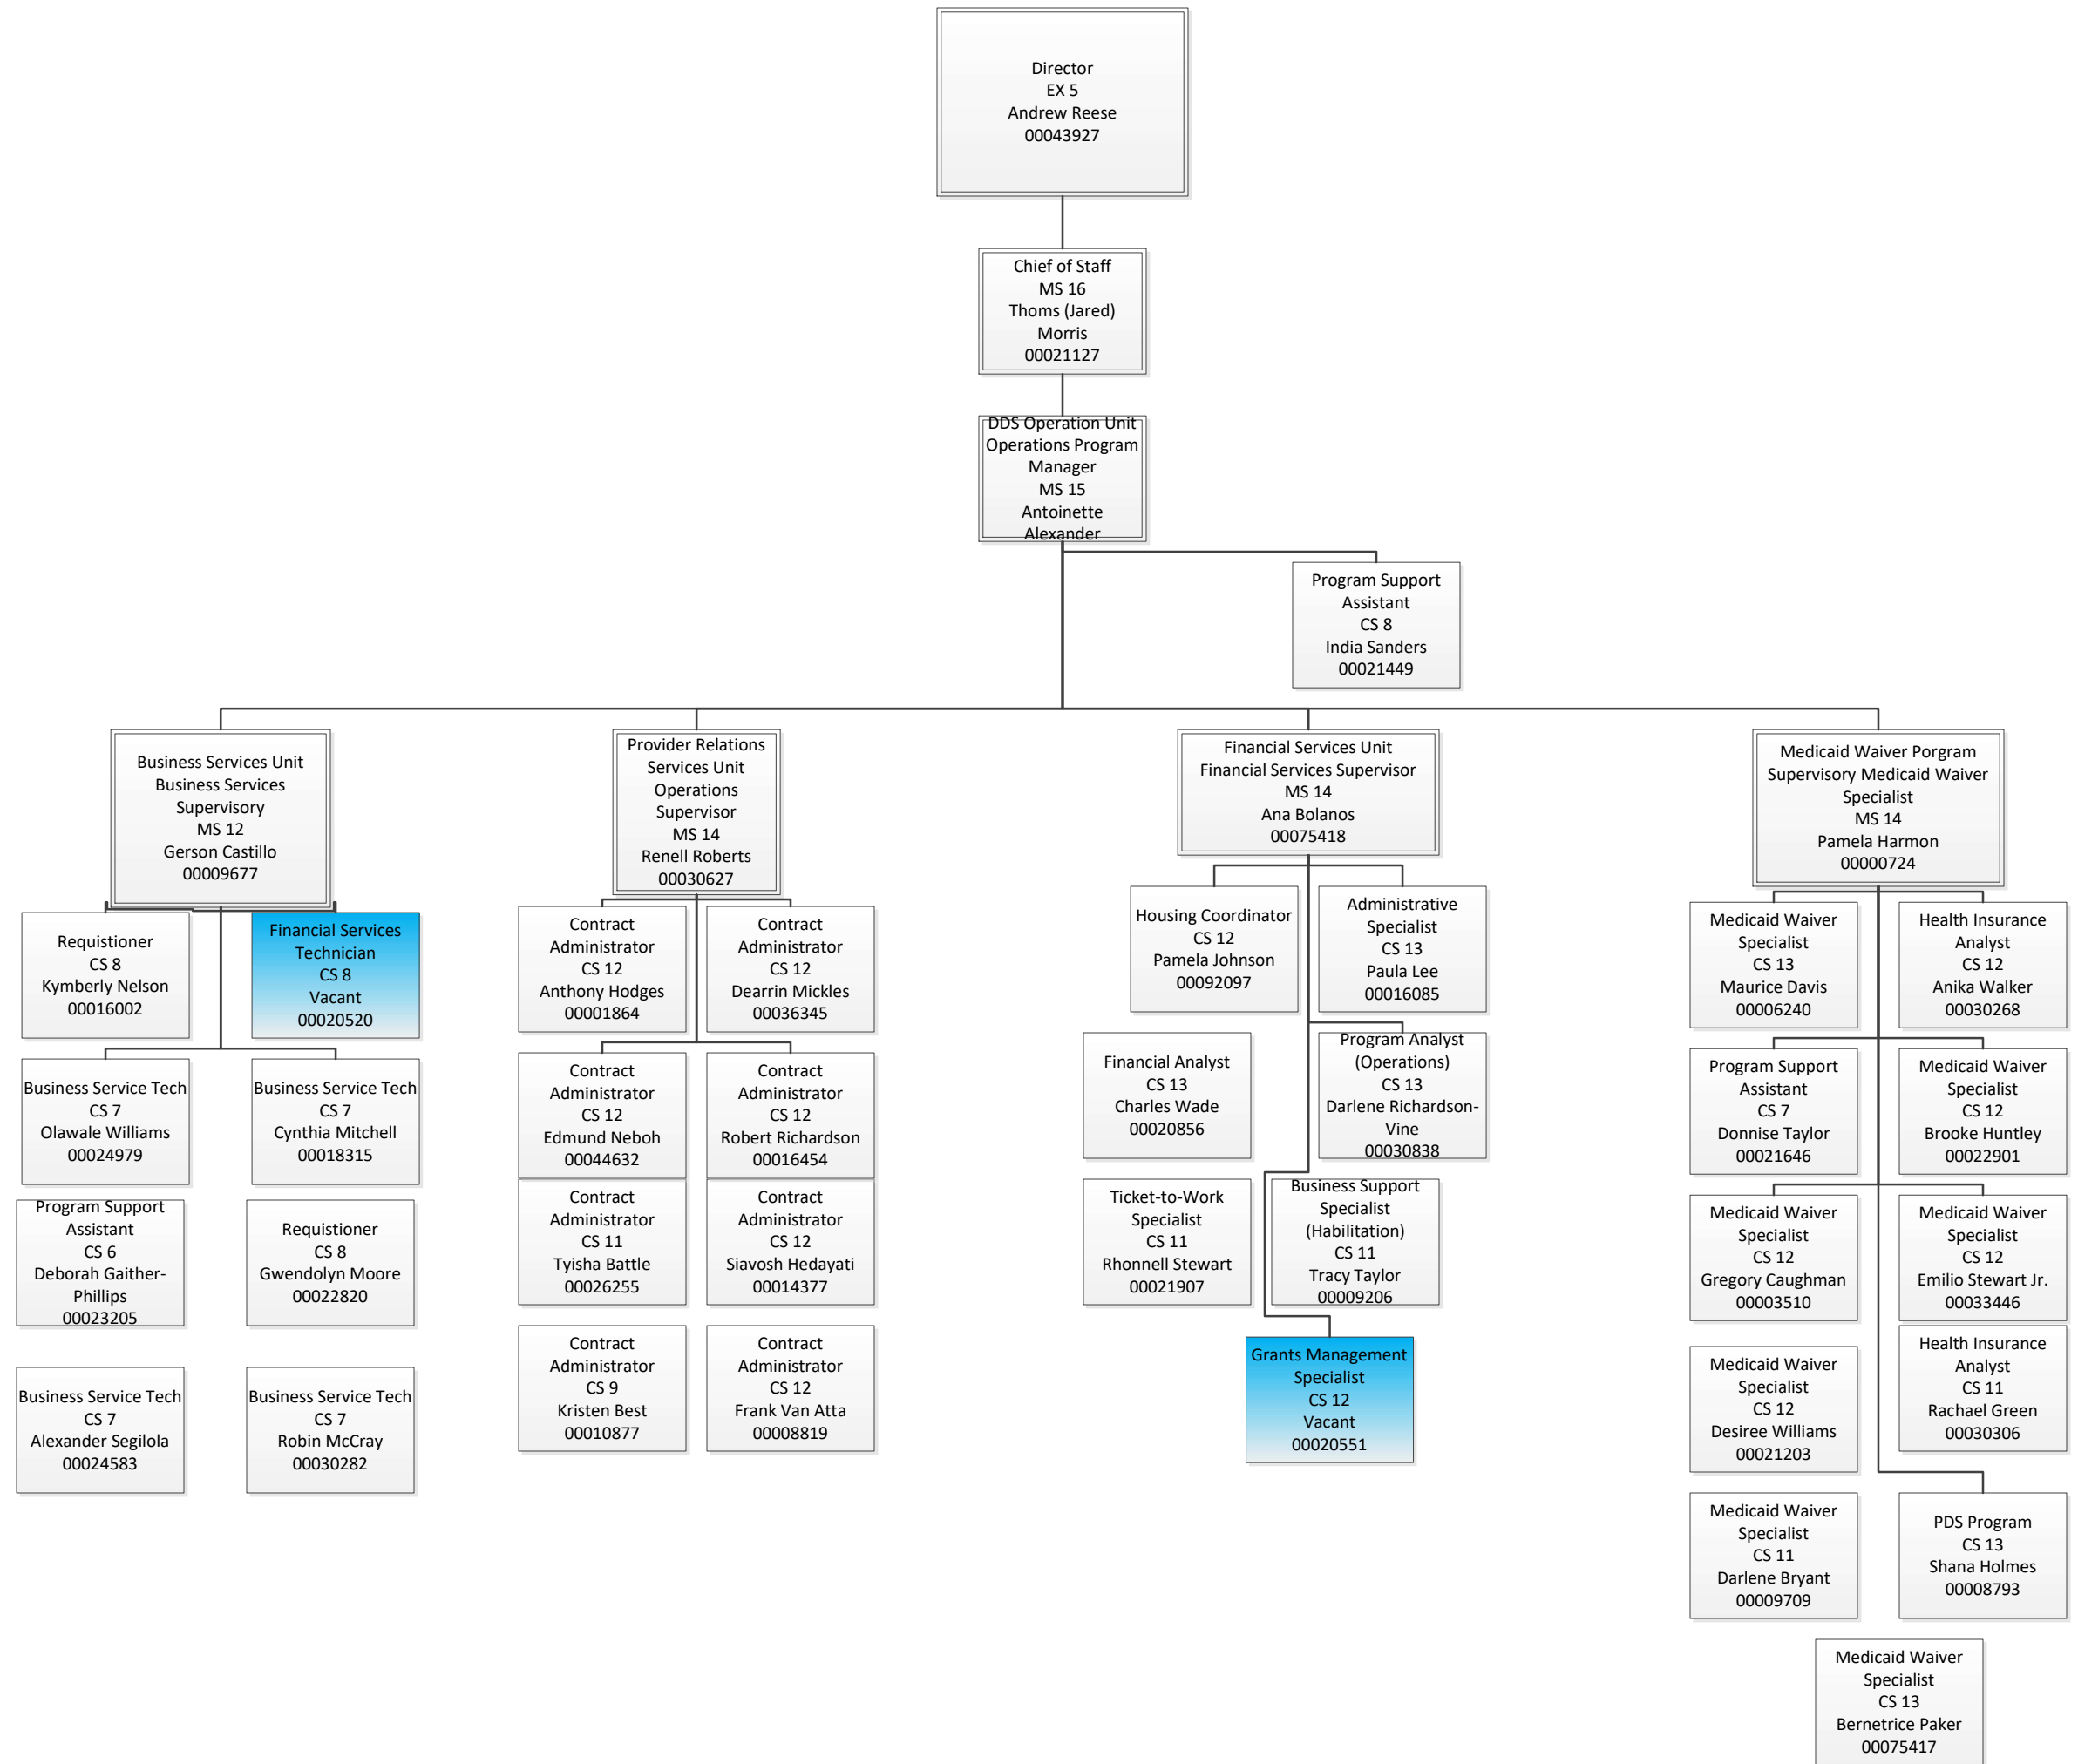 Director
EX 5
Andrew Reese
00043927
Chief of Staff
MS 16
Thoms (Jared)
Morris
00021127
DDS Operation Unit
Operations Program
Manager
MS 15
Antoinette
Alexander
Program Support
Assistant
CS 8
India Sanders
00021449
Business Services Unit
Business Services
Supervisory
MS 12
Gerson Castillo
00009677
Provider Relations
Services Unit
Operations
Supervisor
MS 14
Renell Roberts
00030627
Financial Services Unit
Financial Services Supervisor
MS 14
Ana Bolanos
00075418
Medicaid Waiver Porgram
Supervisory Medicaid Waiver
Specialist
MS 14
Pamela Harmon
00000724
Requistioner
CS 8
Kymberly Nelson
00016002
Financial Services
Technician
CS 8
Vacant
00020520
Business Service Tech
CS 7
Olawale Williams
00024979
Business Service Tech
CS 7
Cynthia Mitchell
00018315
Program Support
Assistant
CS 6
Deborah Gaither-
Phillips
00023205
Requistioner
CS 8
Gwendolyn Moore
00022820
Business Service Tech
CS 7
Alexander Segilola
00024583
Business Service Tech
CS 7
Robin McCray
00030282
Contract
Administrator
CS 12
Anthony Hodges
00001864
Contract
Administrator
CS 12
Dearrin Mickles
00036345
Contract
Administrator
CS 12
Edmund Neboh
00044632
Contract
Administrator
CS 12
Robert Richardson
00016454
Contract
Administrator
CS 11
Tyisha Battle
00026255
Contract
Administrator
CS 12
Siavosh Hedayati
00014377
Contract
Administrator
CS 9
Kristen Best
00010877
Contract
Administrator
CS 12
Frank Van Atta
00008819
Housing Coordinator
CS 12
Pamela Johnson
00092097
Administrative
Specialist
CS 13
Paula Lee
00016085
Financial Analyst
CS 13
Charles Wade
00020856
Program Analyst
(Operations)
CS 13
Darlene Richardson-
Vine
00030838
Ticket-to-Work
Specialist
CS 11
Rhonnell Stewart
00021907
Business Support
Specialist
(Habilitation)
CS 11
Tracy Taylor
00009206
Grants Management
Specialist
CS 12
Vacant
00020551
Medicaid Waiver
Specialist
CS 13
Maurice Davis
00006240
Health Insurance
Analyst
CS 12
Anika Walker
00030268
Program Support
Assistant
CS 7
Donnise Taylor
00021646
Medicaid Waiver
Specialist
CS 12
Brooke Huntley
00022901
Medicaid Waiver
Specialist
CS 12
Gregory Caughman
00003510
Medicaid Waiver
Specialist
CS 12
Emilio Stewart Jr.
00033446
Medicaid Waiver
Specialist
CS 12
Desiree Williams
00021203
Health Insurance
Analyst
CS 11
Rachael Green
00030306
Medicaid Waiver
Specialist
CS 11
Darlene Bryant
00009709
PDS Program
CS 13
Shana Holmes
00008793
Medicaid Waiver
Specialist
CS 13
Bernetrice Paker
00075417